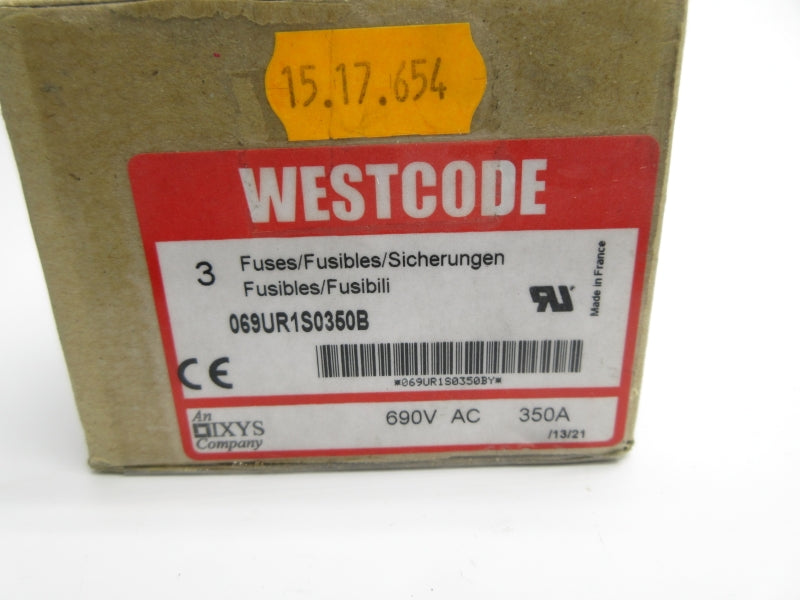 15.17.654
WESTCODE
3 Fuses/Fusibles/Sicherungen
Fusibles/Fusibili
069UR1S0350B
Made in France
*069UR1S0350BY*
An
IXYS
Company
690V AC 350A
/13/21